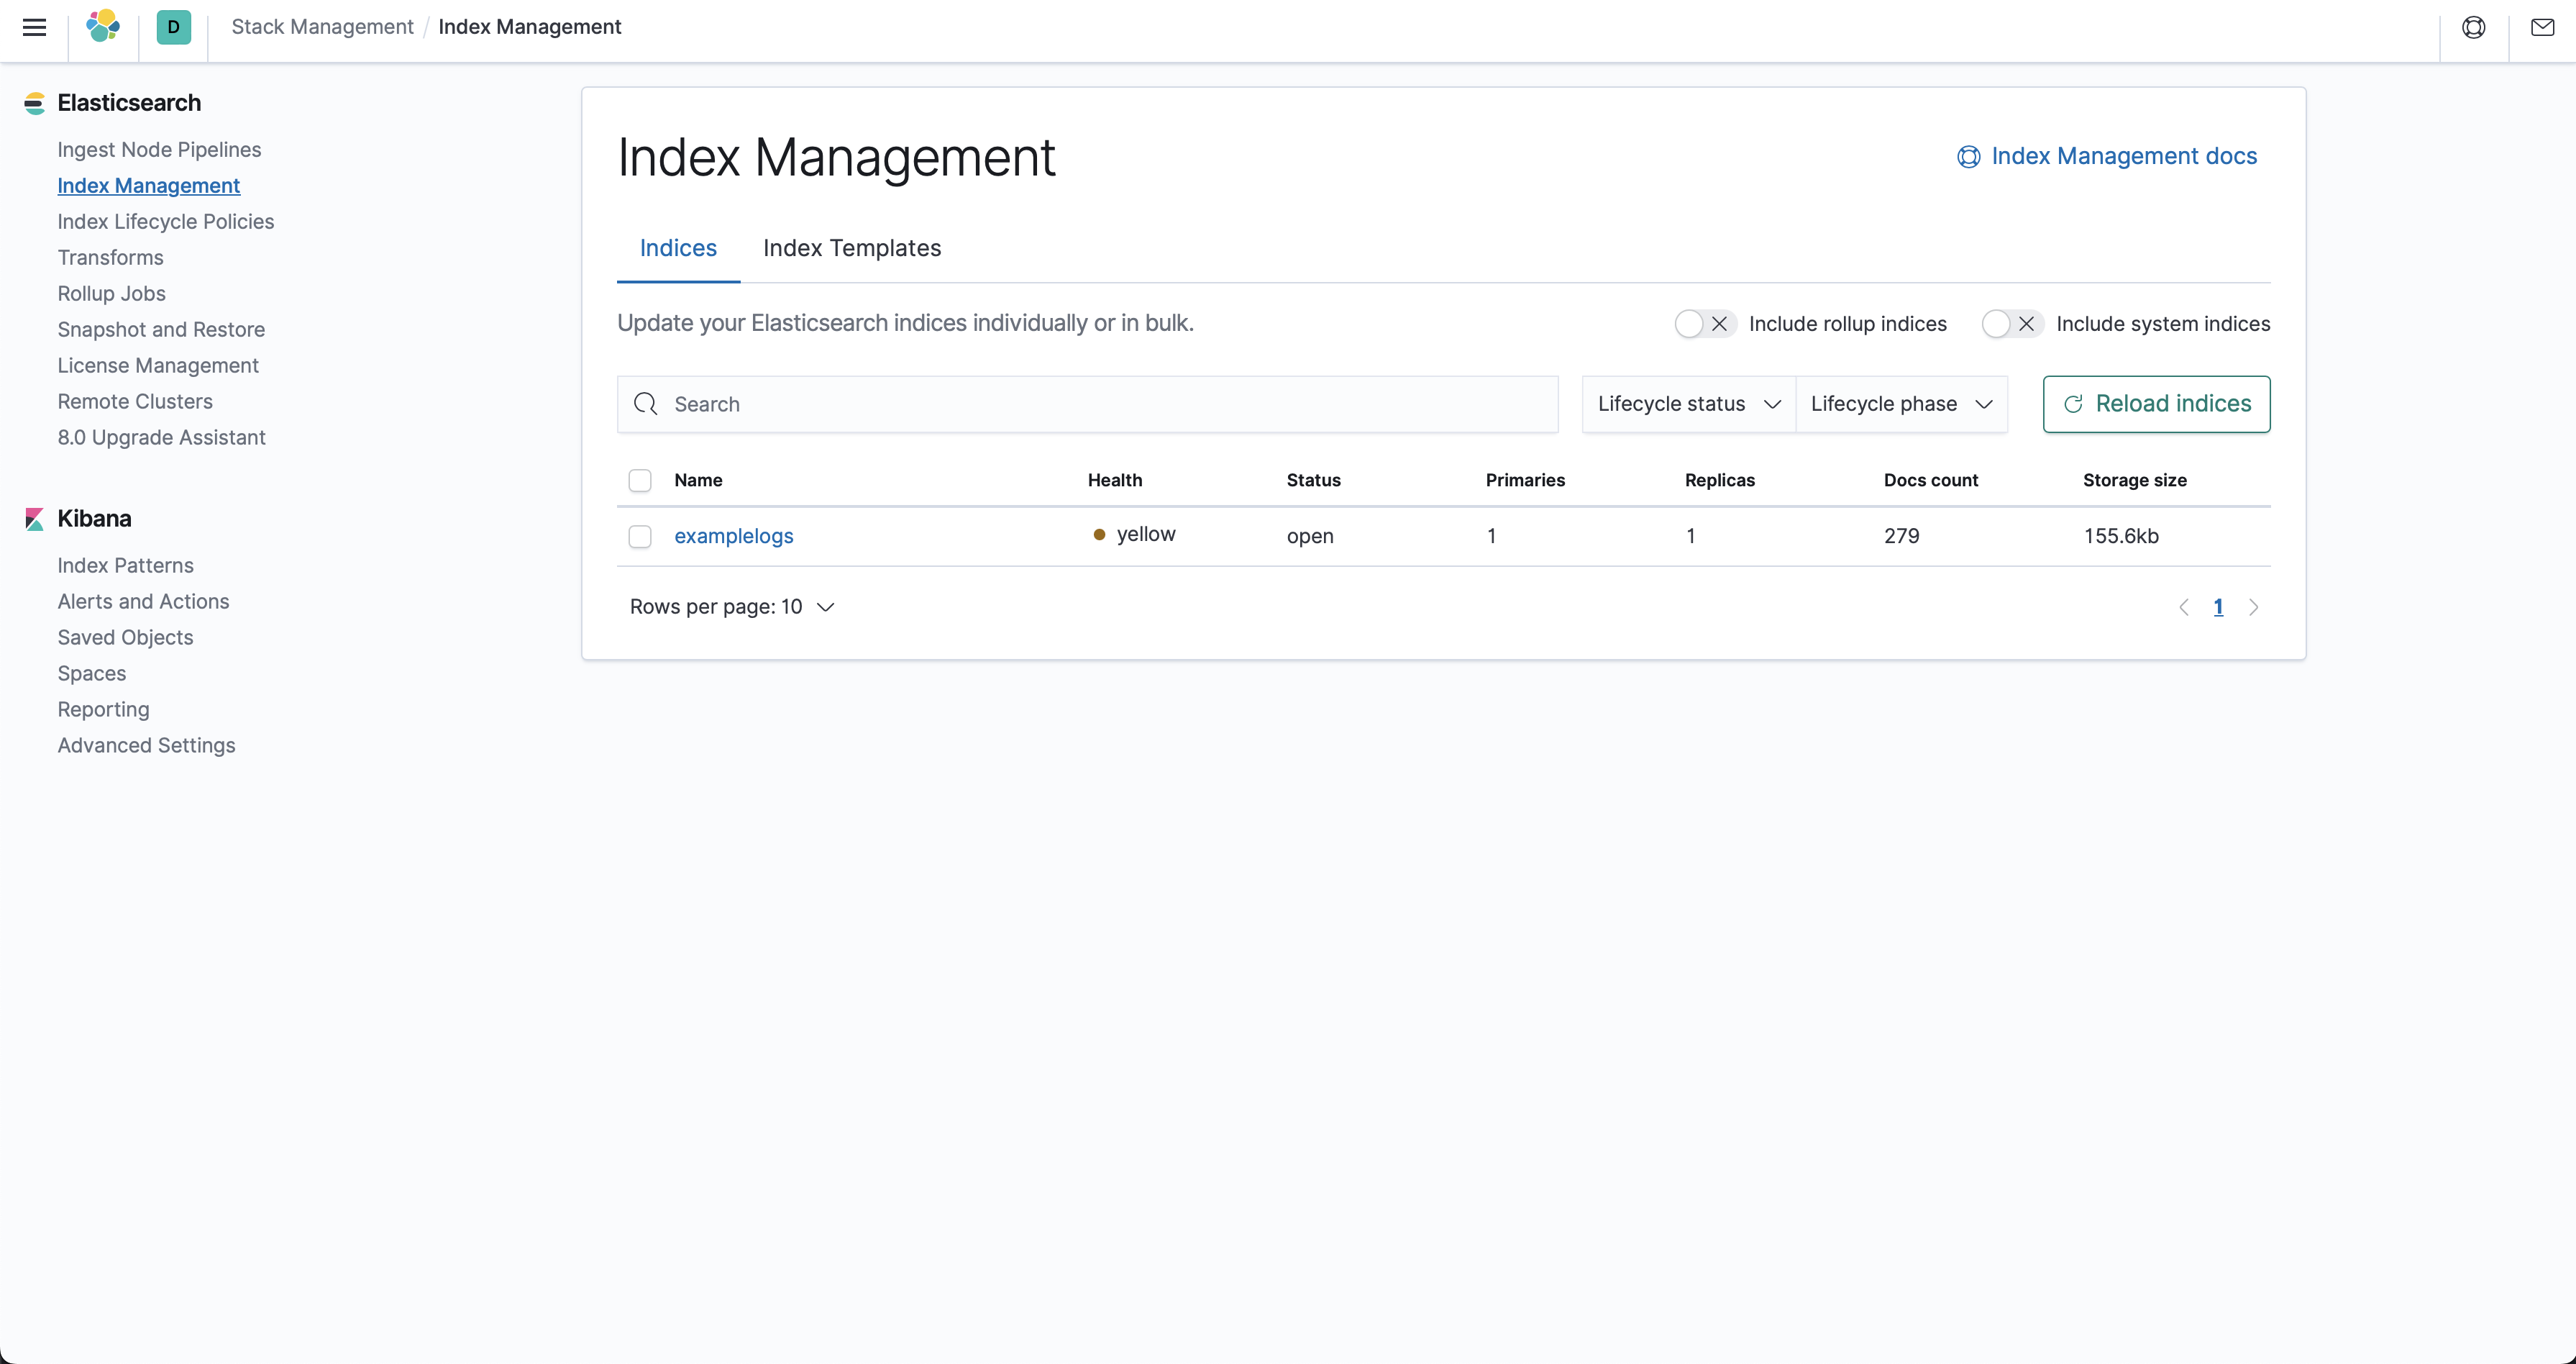 D
Stack Management / Index Management
Elasticsearch
Ingest Node Pipelines
Index Management
Index Lifecycle Policies
Transforms
Rollup Jobs
Snapshot and Restore
License Management
Remote Clusters
8.0 Upgrade Assistant
Kibana
Index Patterns
Alerts and Actions
Saved Objects
Spaces
Reporting
Advanced Settings
Index Management
Index Management docs
Indices Index Templates
Update your Elasticsearch indices individually or in bulk.
Include rollup indices Include system indices
Search Lifecycle status Lifecycle phase Reload indices
Name Health Status Primaries Replicas Docs count Storage size
examplelogs yellow open 1 1 279 155.6kb
Rows per page: 10 1